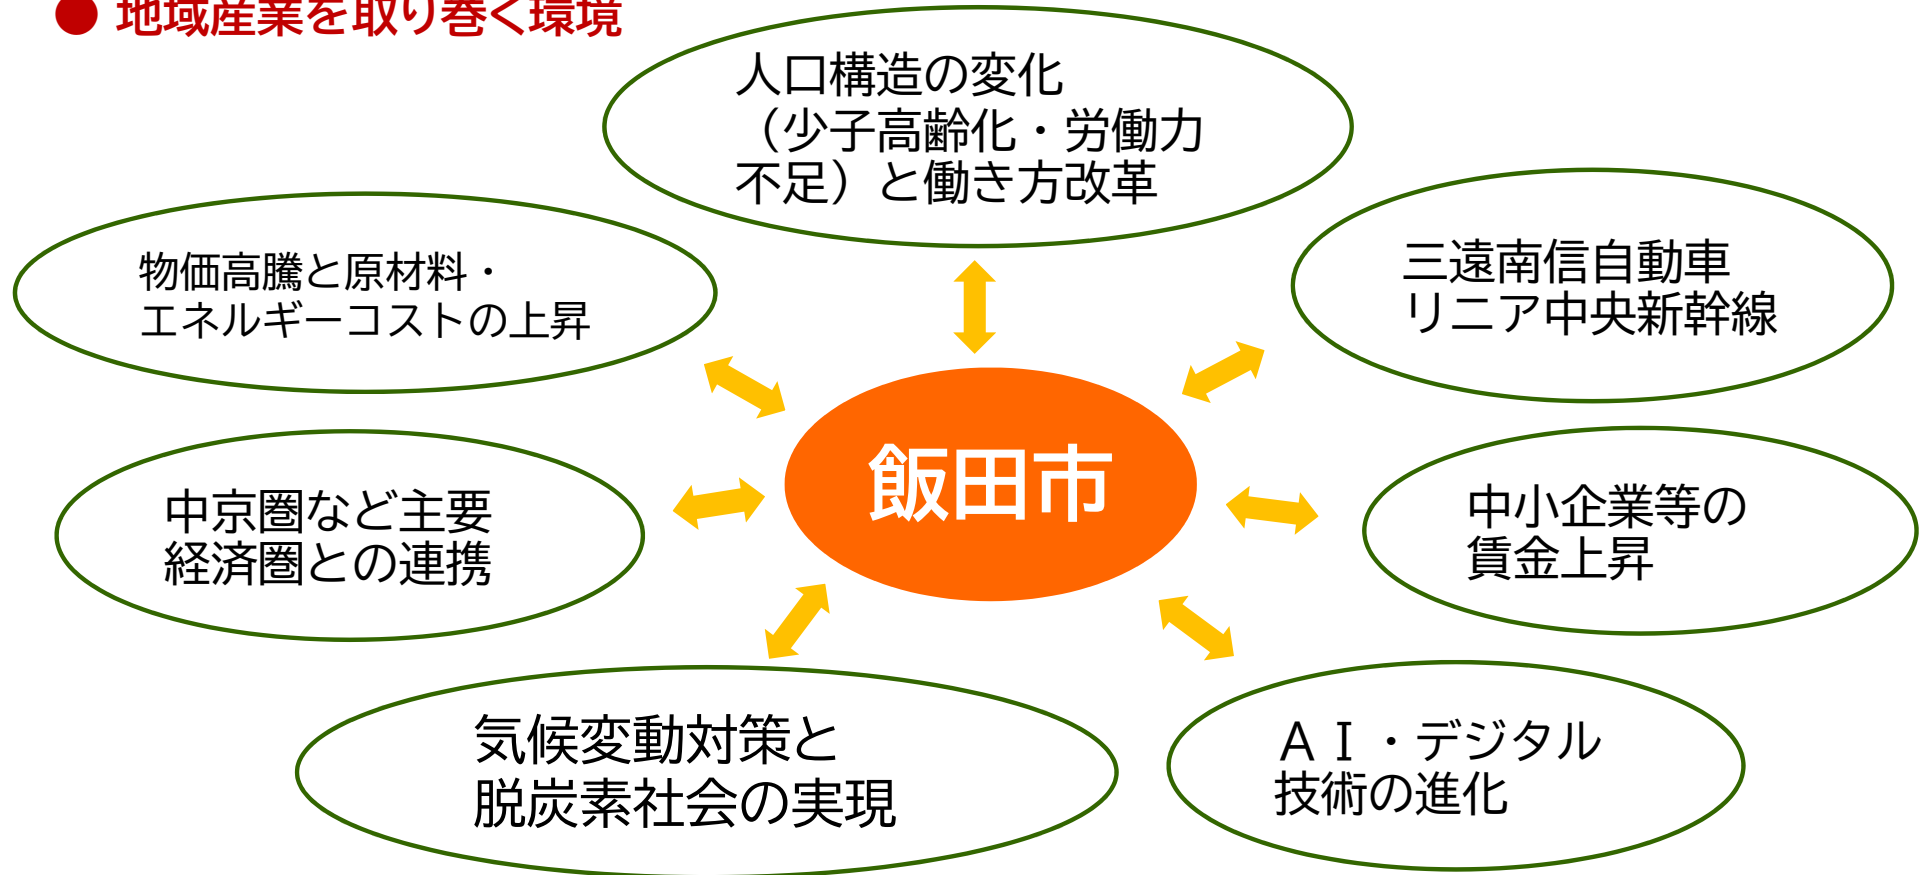 ● 地域産業を取り巻く環境
人口構造の変化
（少子高齢化・労働力
不足）と働き方改革
物価高騰と原材料・
エネルギーコストの上昇
三遠南信自動車
リニア中央新幹線
飯田市
中京圏など主要
経済圏との連携
中小企業等の
賃金上昇
気候変動対策と
脱炭素社会の実現
ＡＩ・デジタル
技術の進化